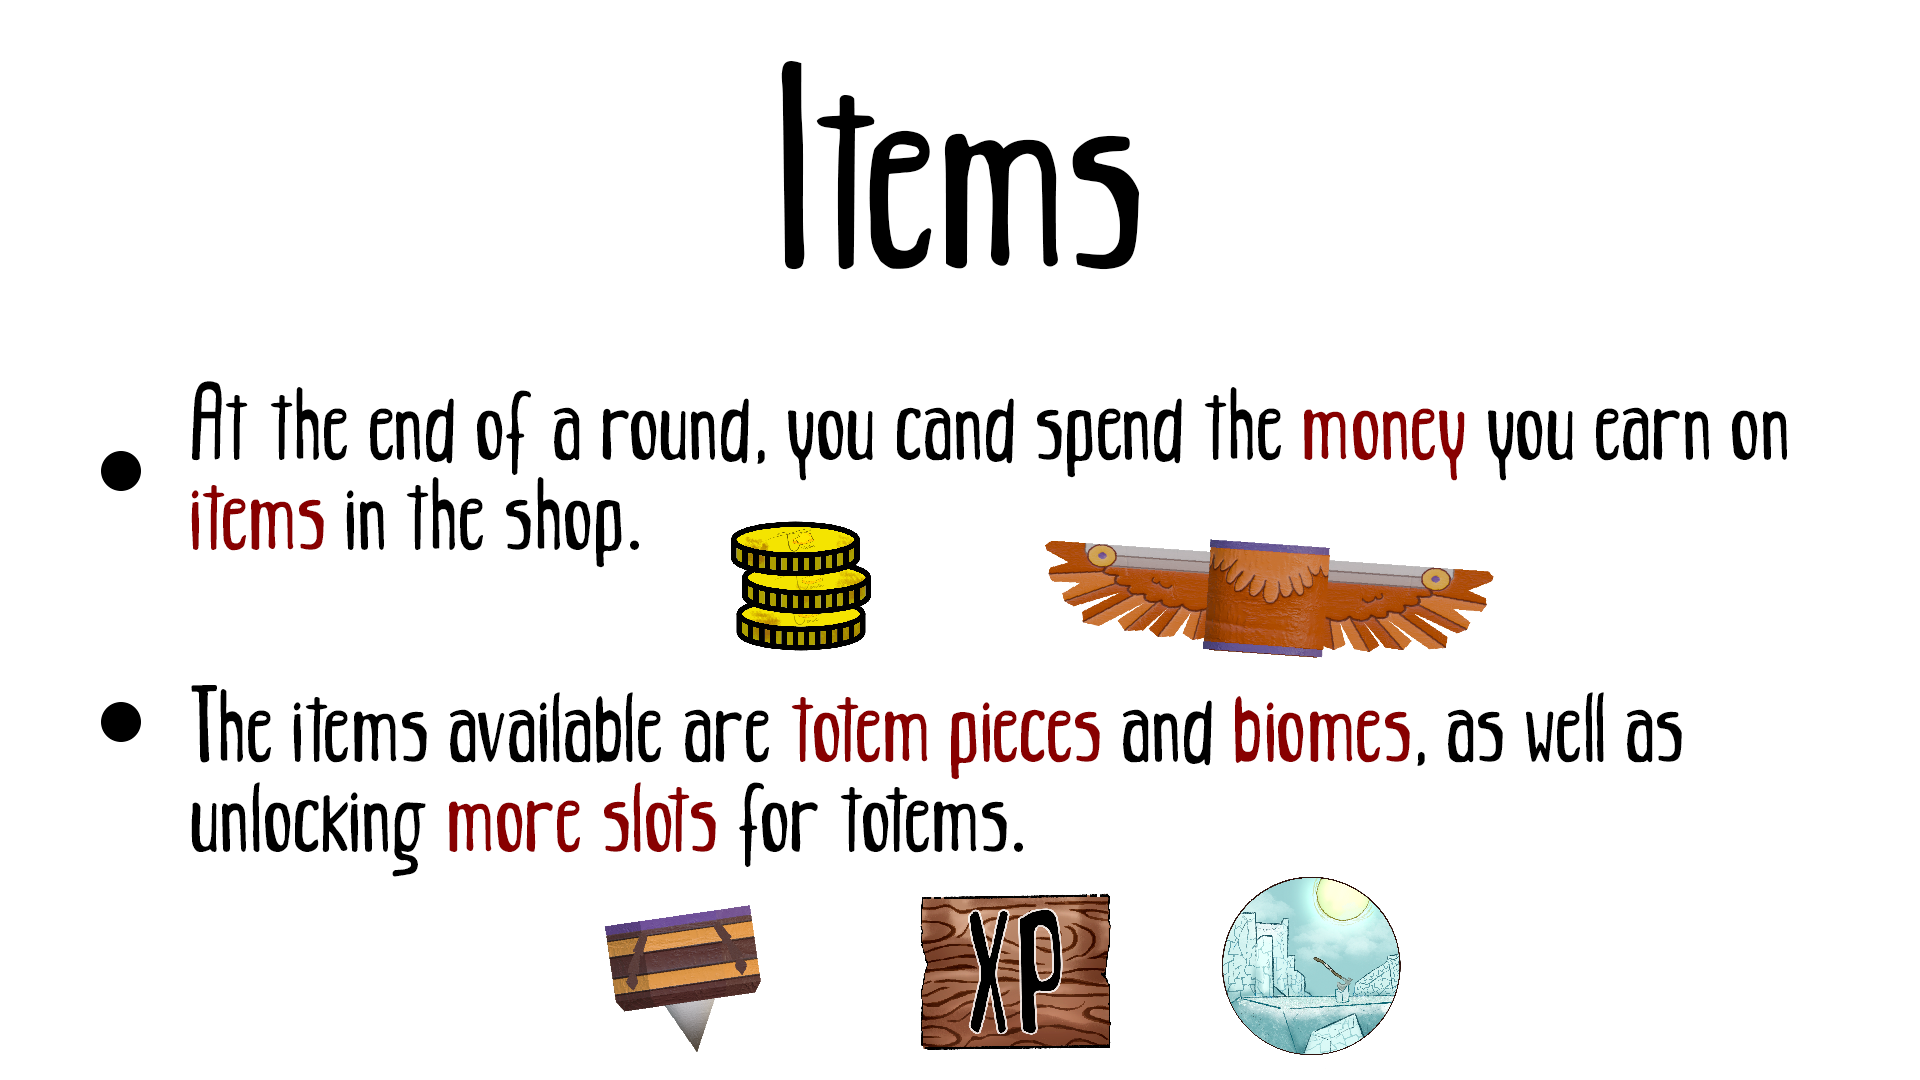 Items
At the end of a round, you cand spend the money you earn on
items in the shop.
The items available are totem pieces and biomes, as well as
unlocking more slots for totems.
XP